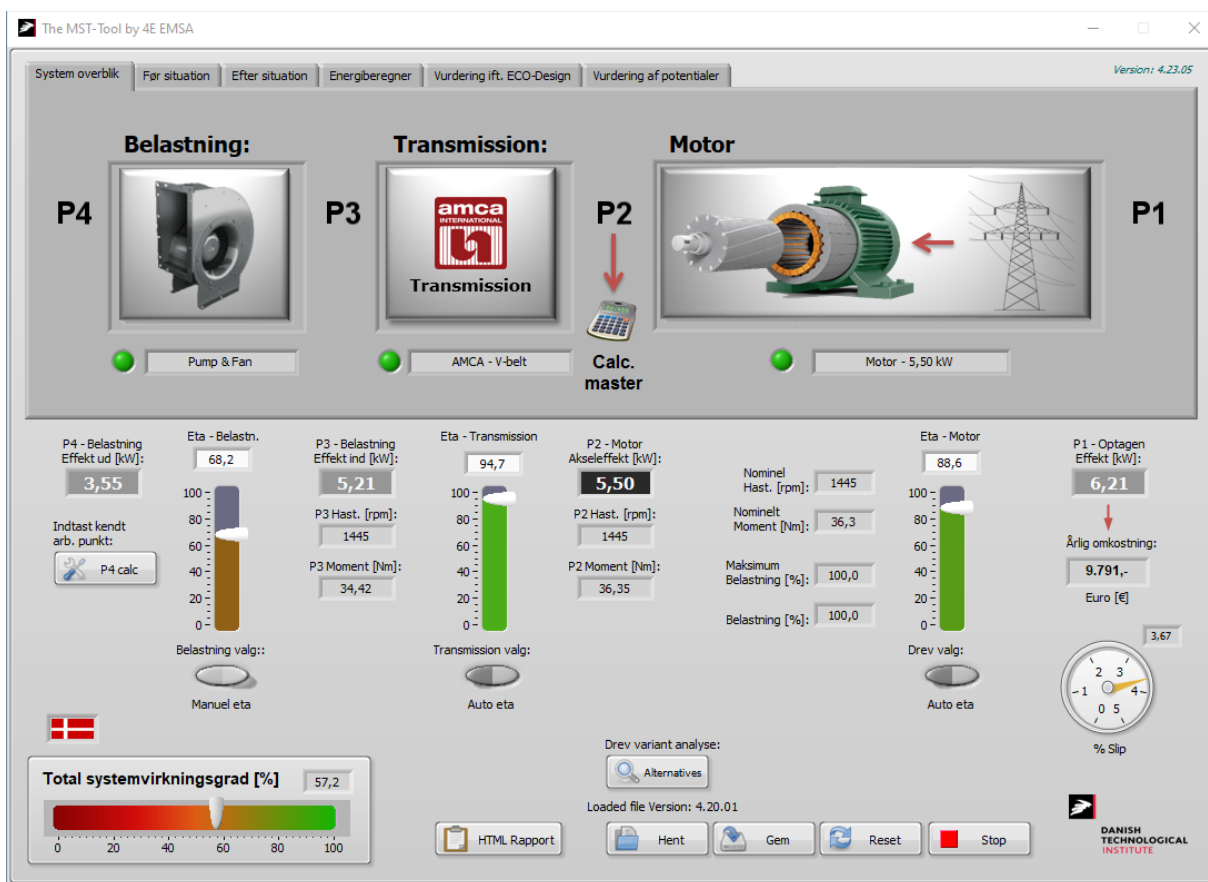 The MST-Tool by 4E EMSA
System overblik
Før situation
Efter situation
Energiberegner
Vurdering ift. ECO-Design
Vurdering af potentialer
Version: 4.23.05
Belastning:
Transmission:
Motor
P4
P3
P2
P1
amca
INTERNATIONAL
Transmission
Calc.
master
Pump & Fan
AMCA - V-belt
Motor - 5,50 kW
P4 - Belastning
Effekt ud [kW]:
3,55
Indtast kendt
arb. punkt:
P4 calc
Eta - Belastn.
68,2
100
80
60
40
20
0
Belastning valg::
Manuel eta
P3 - Belastning
Effekt ind [kW]:
5,21
P3 Hast. [rpm]:
1445
P3 Moment [Nm]:
34,42
Eta - Transmission
94,7
100
80
60
40
20
0
Transmission valg:
Auto eta
P2 - Motor
Akseleffekt [kW]:
5,50
P2 Hast. [rpm]:
1445
P2 Moment [Nm]:
36,35
Nominel
Hast. [rpm]:
1445
Nominelt
Moment [Nm]:
36,3
Maksimum
Belastning [%]:
100,0
Belastning [%]:
100,0
Eta - Motor
88,6
100
80
60
40
20
0
Drev valg:
Auto eta
P1 - Optagen
Effekt [kW]:
6,21
Årlig omkostning:
9.791,-
Euro [€]
3,67
0
1
2
3
4
5
% Slip
Total systemvirkningsgrad [%]
57,2
0
20
40
60
80
100
Drev variant analyse:
Alternatives
Loaded file Version: 4.20.01
HTML Rapport
Hent
Gem
Reset
Stop
DANISH
TECHNOLOGICAL
INSTITUTE